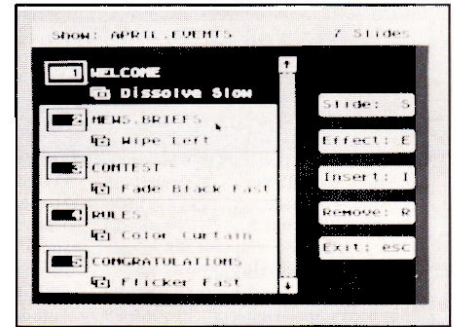 Show: APRIL.EVENTS 7 Slides
1 WELCOME
Dissolve Slow
2 NEWS.BRIEFS
Wipe Left
3 CONTEST
Fade Black Fast
4 RULES
Color Curtain
5 CONGRATULATIONS
Flicker Fast
Slide: S
Effect: E
Insert: I
Remove: R
Exit: esc